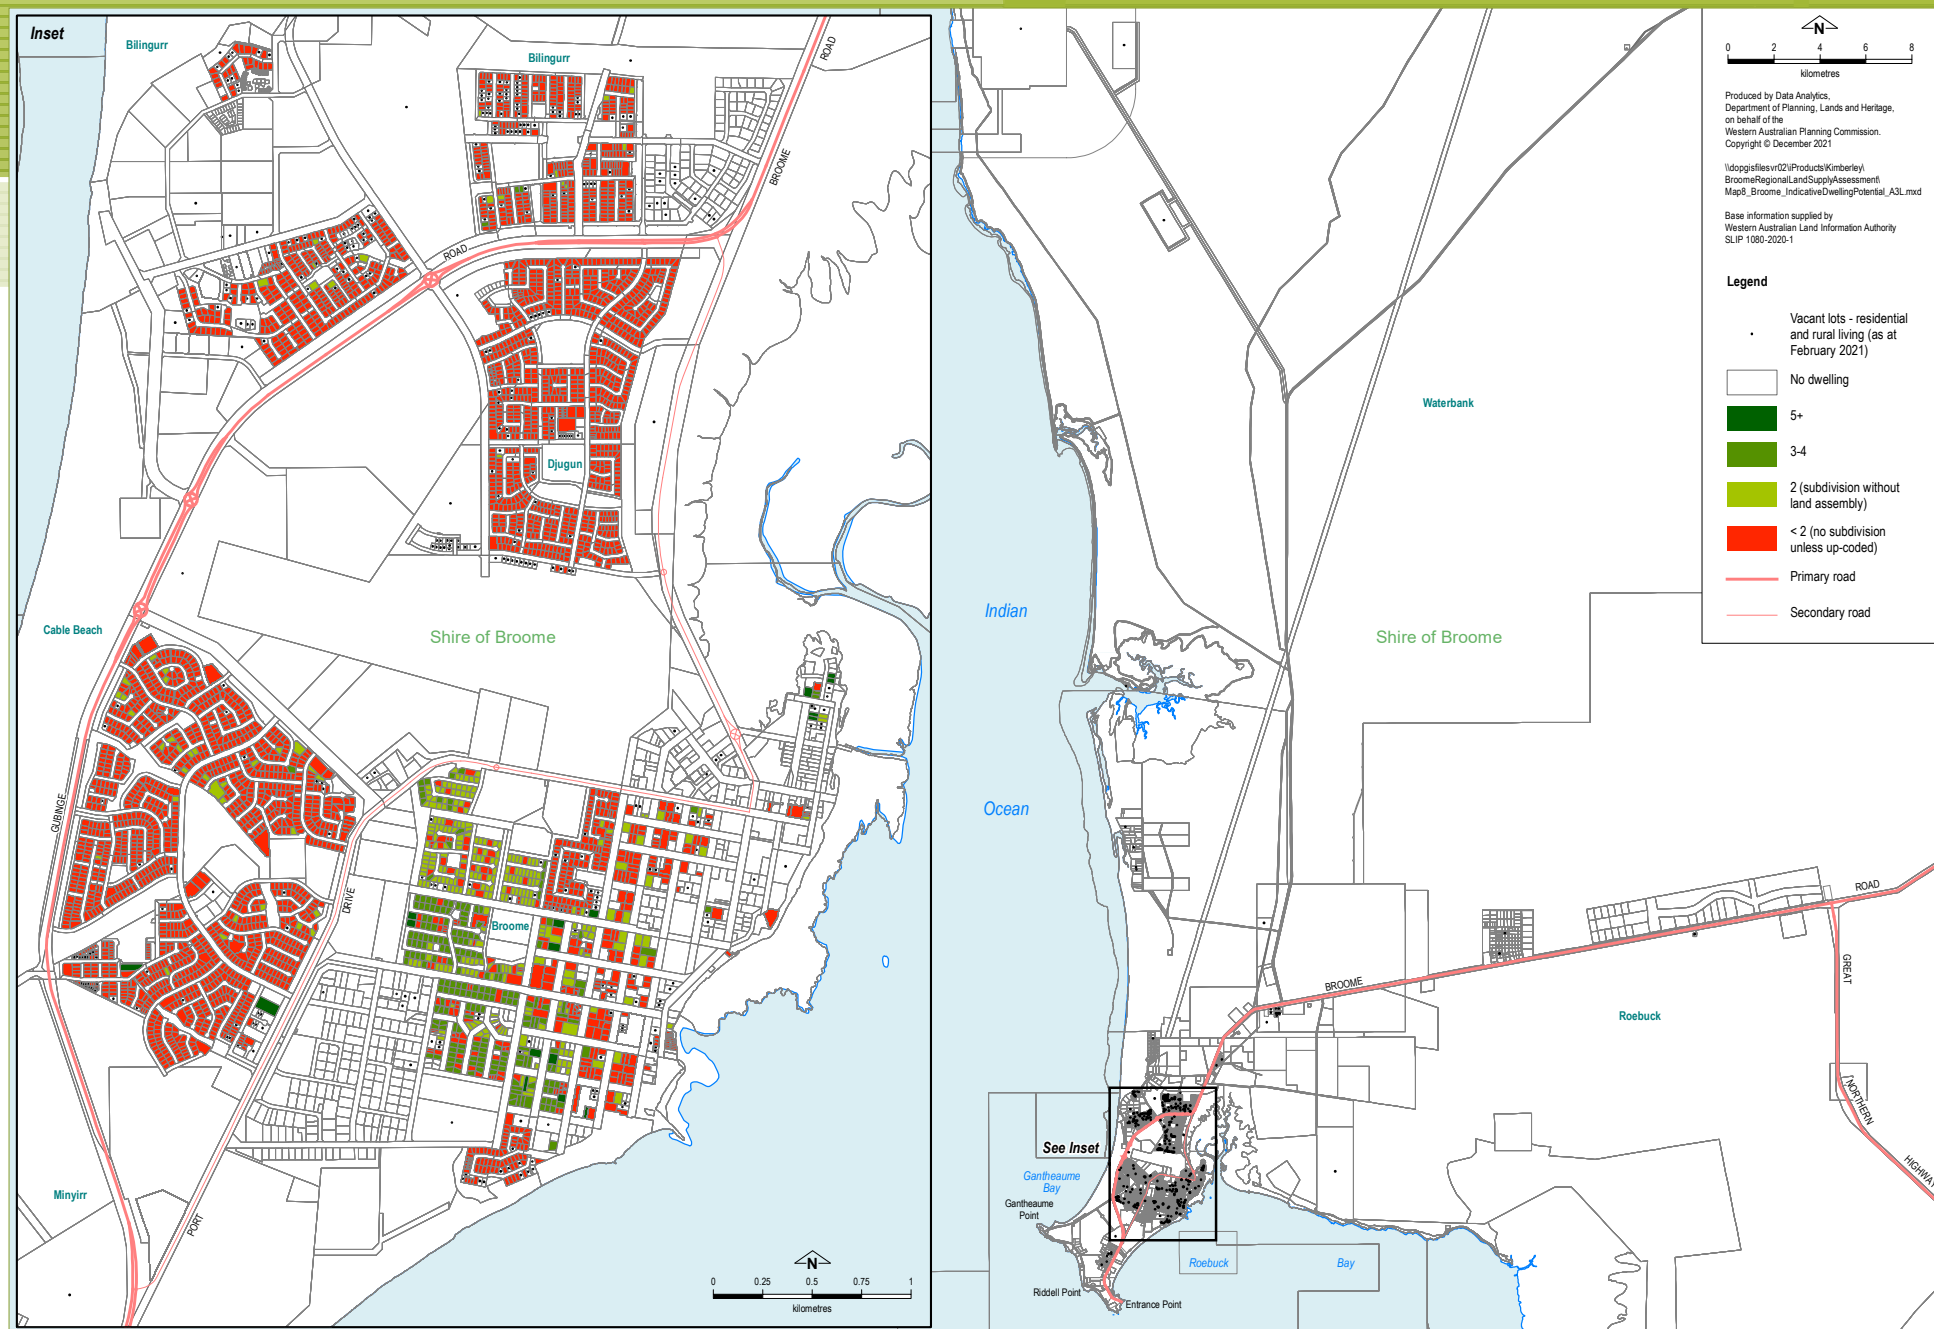 Inset
Bilingurr
Bilingurr
ROAD
BROOME
ROAD
Djugun
Cable Beach
Shire of Broome
GUBINGE
DRIVE
Broome
Minyirr
PORT
N
0 0.25 0.5 0.75 1
kilometres
Waterbank
Indian
Ocean
Shire of Broome
ROAD
BROOME
GREAT
NORTHERN
HIGHWAY
Roebuck
See Inset
Gantheaume
Bay
Gantheaume
Point
Riddell Point
Entrance Point
Roebuck
Bay
N
0 2 4 6 8
kilometres
Produced by Data Analytics,
Department of Planning, Lands and Heritage,
on behalf of the
Western Australian Planning Commission.
Copyright © December 2021
\\dopgisfilesvr02\iProducts\Kimberley\
BroomeRegionalLandSupplyAssessment\
Map8_Broome_IndicativeDwellingPotential_A3L.mxd
Base information supplied by
Western Australian Land Information Authority
SLIP 1080-2020-1
Legend
Vacant lots - residential
and rural living (as at
February 2021)
No dwelling
5+
3-4
2 (subdivision without
land assembly)
< 2 (no subdivision
unless up-coded)
Primary road
Secondary road